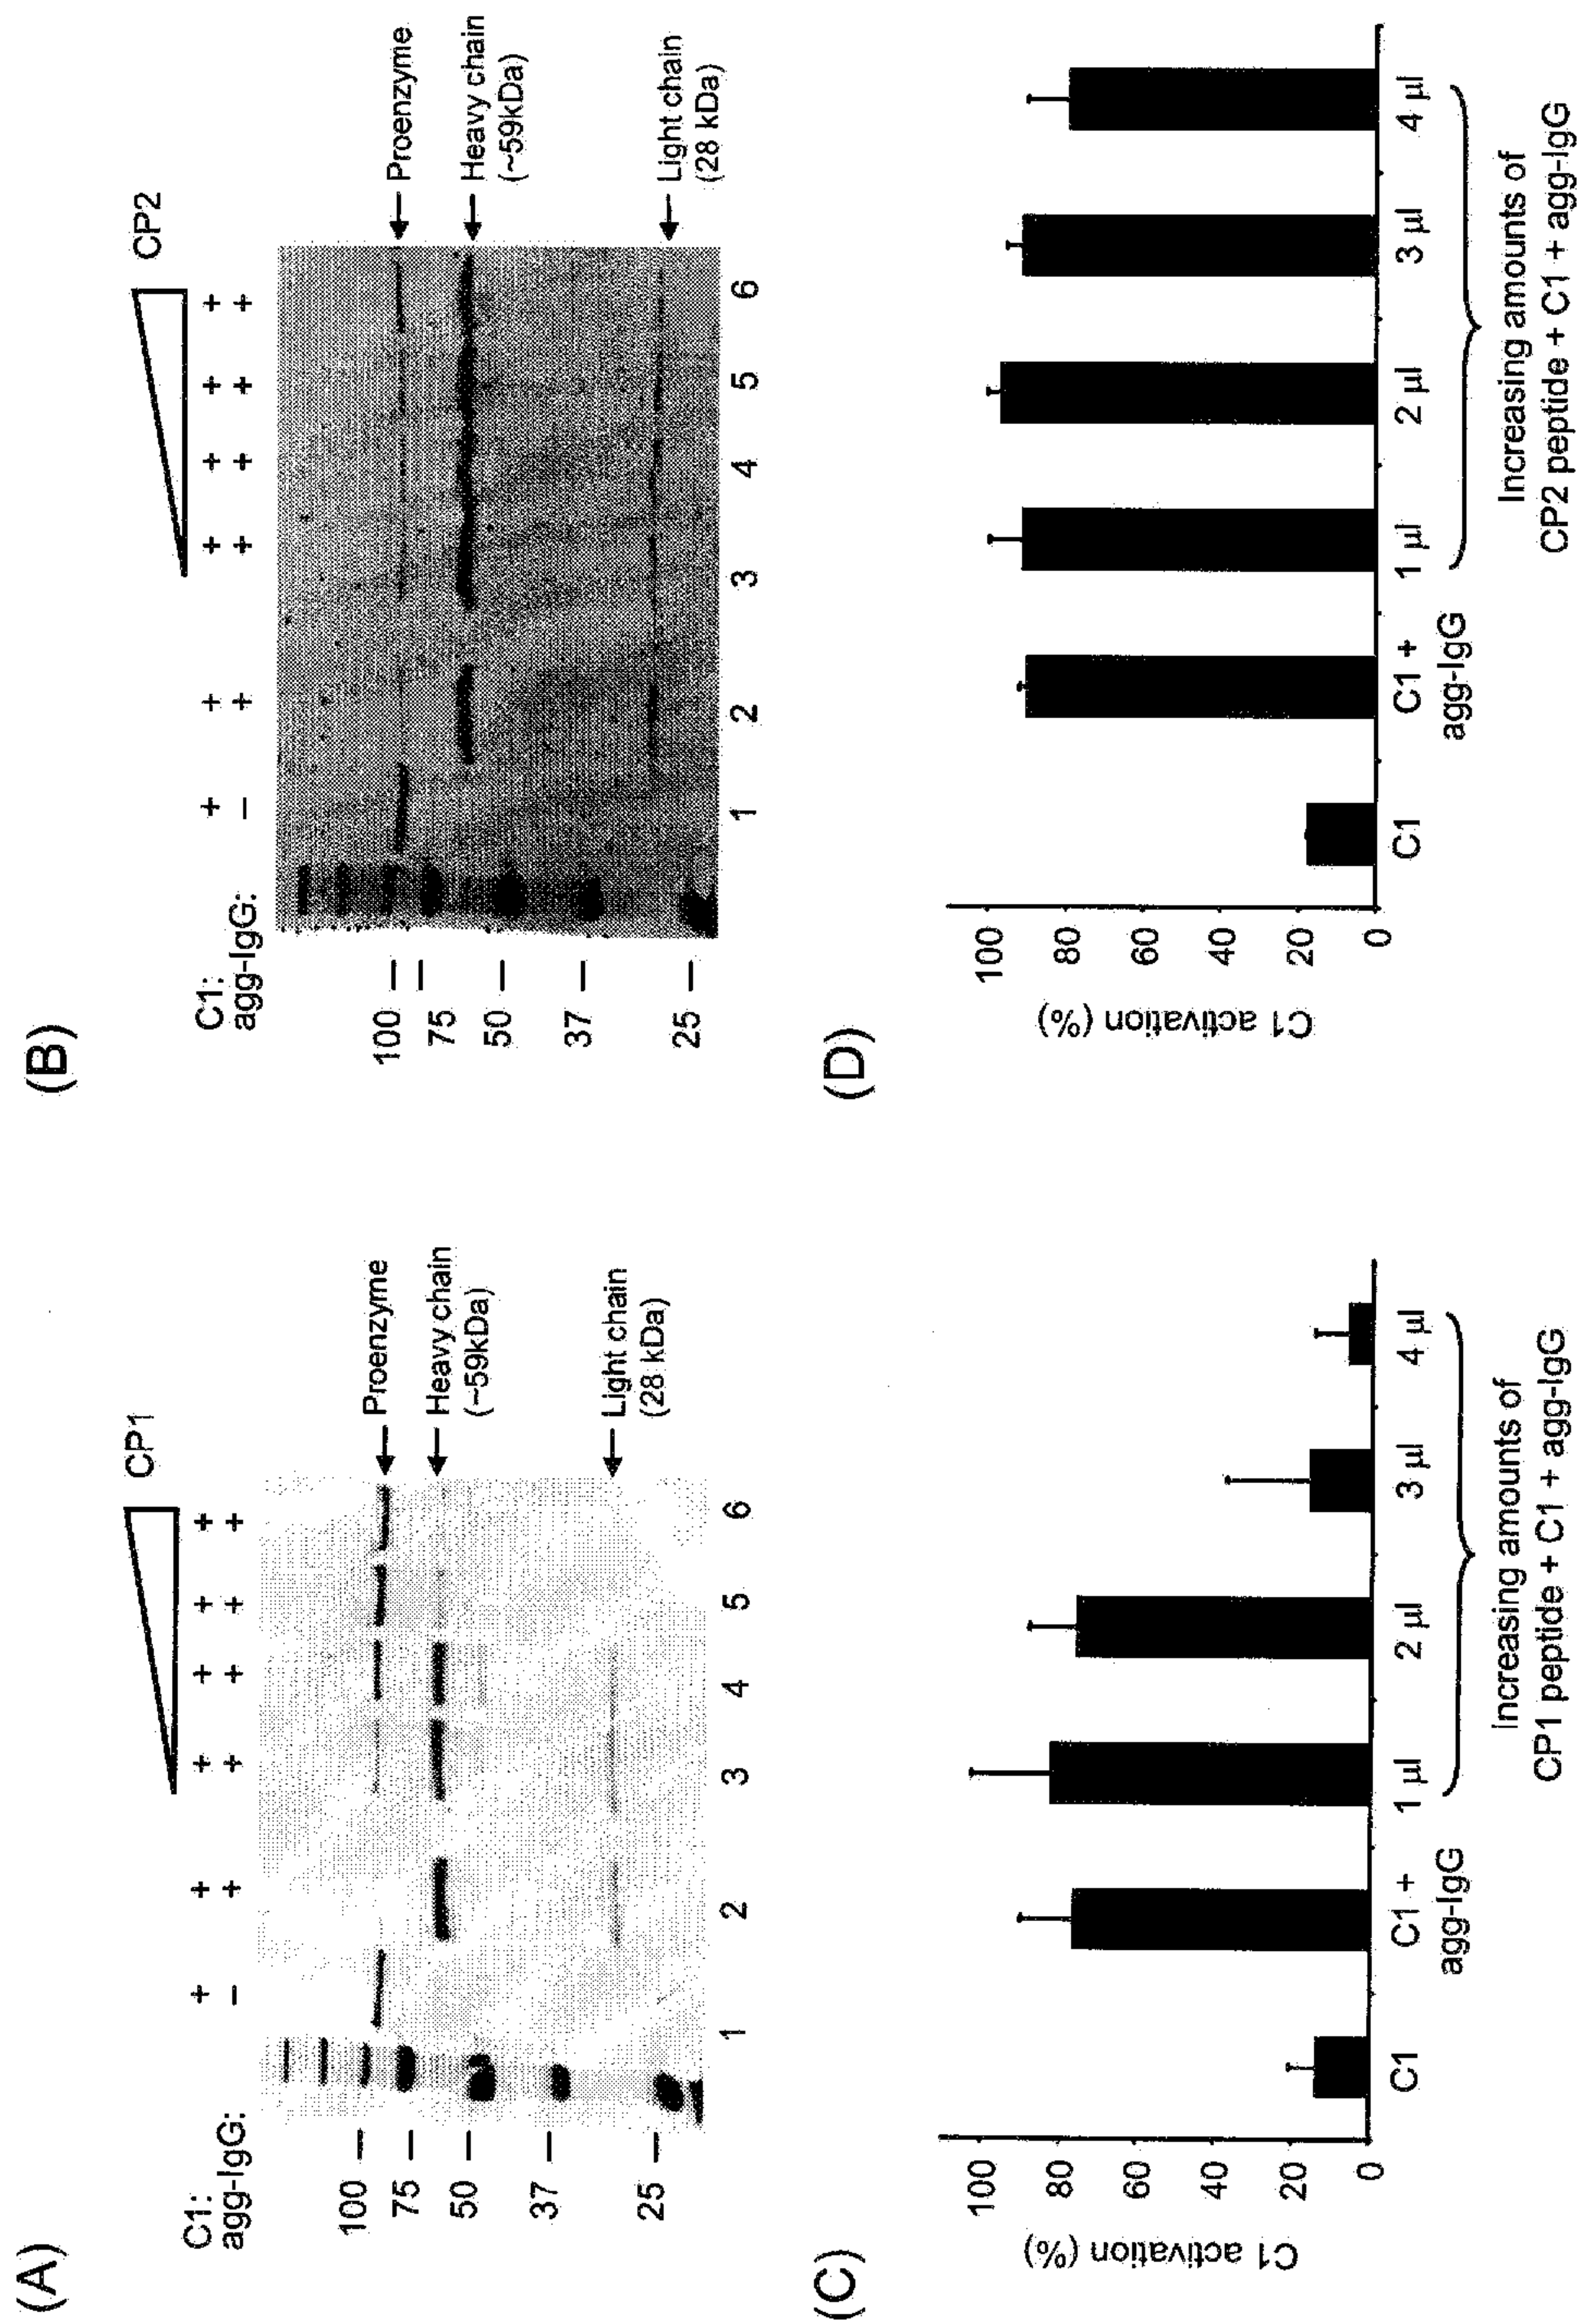 (A)
CP1
C1: + + + + + +
agg-IgG: − + + + + +
100
75
50
37
25
Proenzyme
Heavy chain
(~59kDa)
Light chain
(28 kDa)
1 2 3 4 5 6
(B)
CP2
C1: + + + + + +
agg-IgG: − + + + + +
100
75
50
37
25
Proenzyme
Heavy chain
(~59kDa)
Light chain
(28 kDa)
1 2 3 4 5 6
(C)
C1 activation (%)
100
80
60
40
20
0
C1 C1 + 1 µl 2 µl 3 µl 4 µl
agg-IgG
Increasing amounts of
CP1 peptide + C1 + agg-IgG
(D)
C1 activation (%)
100
80
60
40
20
0
C1 C1 + 1 µl 2 µl 3 µl 4 µl
agg-IgG
Increasing amounts of
CP2 peptide + C1 + agg-IgG